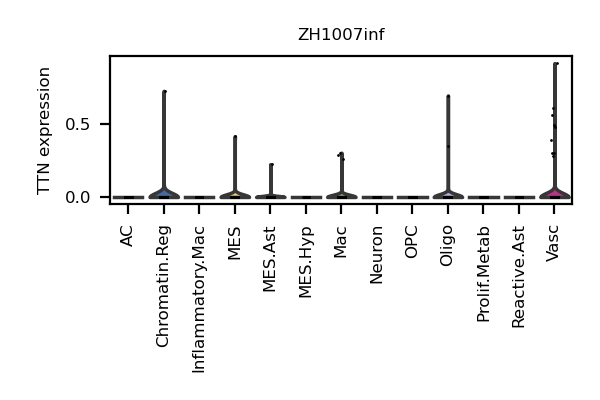 ZH1007inf
TTN expression
0.5
0.0
AC
Chromatin.Reg
Inflammatory.Mac
MES
MES.Ast
MES.Hyp
Mac
Neuron
OPC
Oligo
Prolif.Metab
Reactive.Ast
Vasc